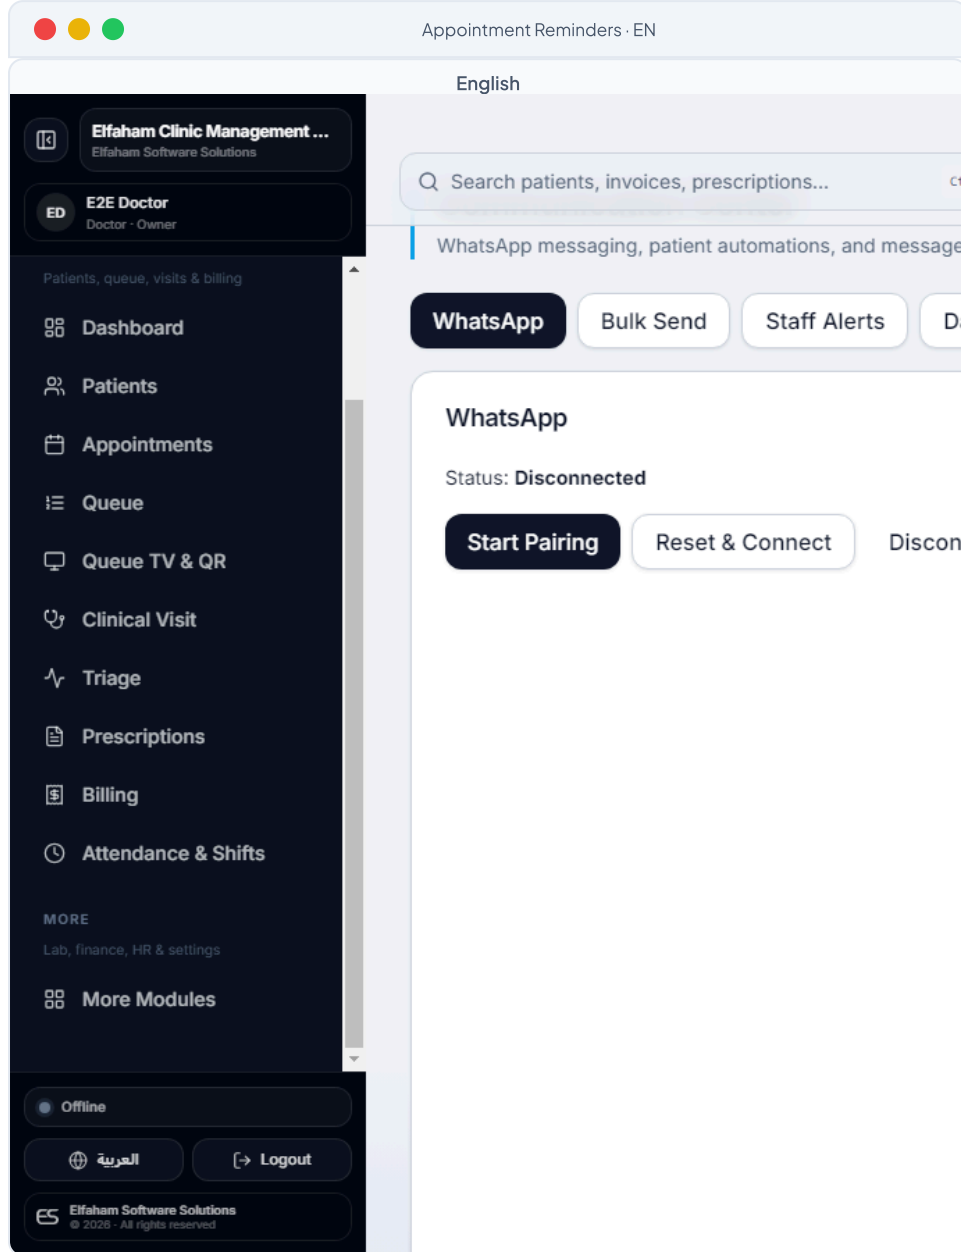 Appointment Reminders · EN
English
Elfaham Clinic Management ...
Elfaham Software Solutions
ED
E2E Doctor
Doctor · Owner
Patients, queue, visits & billing
Dashboard
Patients
Appointments
Queue
Queue TV & QR
Clinical Visit
Triage
Prescriptions
Billing
Attendance & Shifts
MORE
Lab, finance, HR & settings
More Modules
Offline
العربية
Logout
ES
Elfaham Software Solutions
© 2026 - All rights reserved
Search patients, invoices, prescriptions...
WhatsApp messaging, patient automations, and message
WhatsApp
Bulk Send
Staff Alerts
WhatsApp
Status: Disconnected
Start Pairing
Reset & Connect
Discon